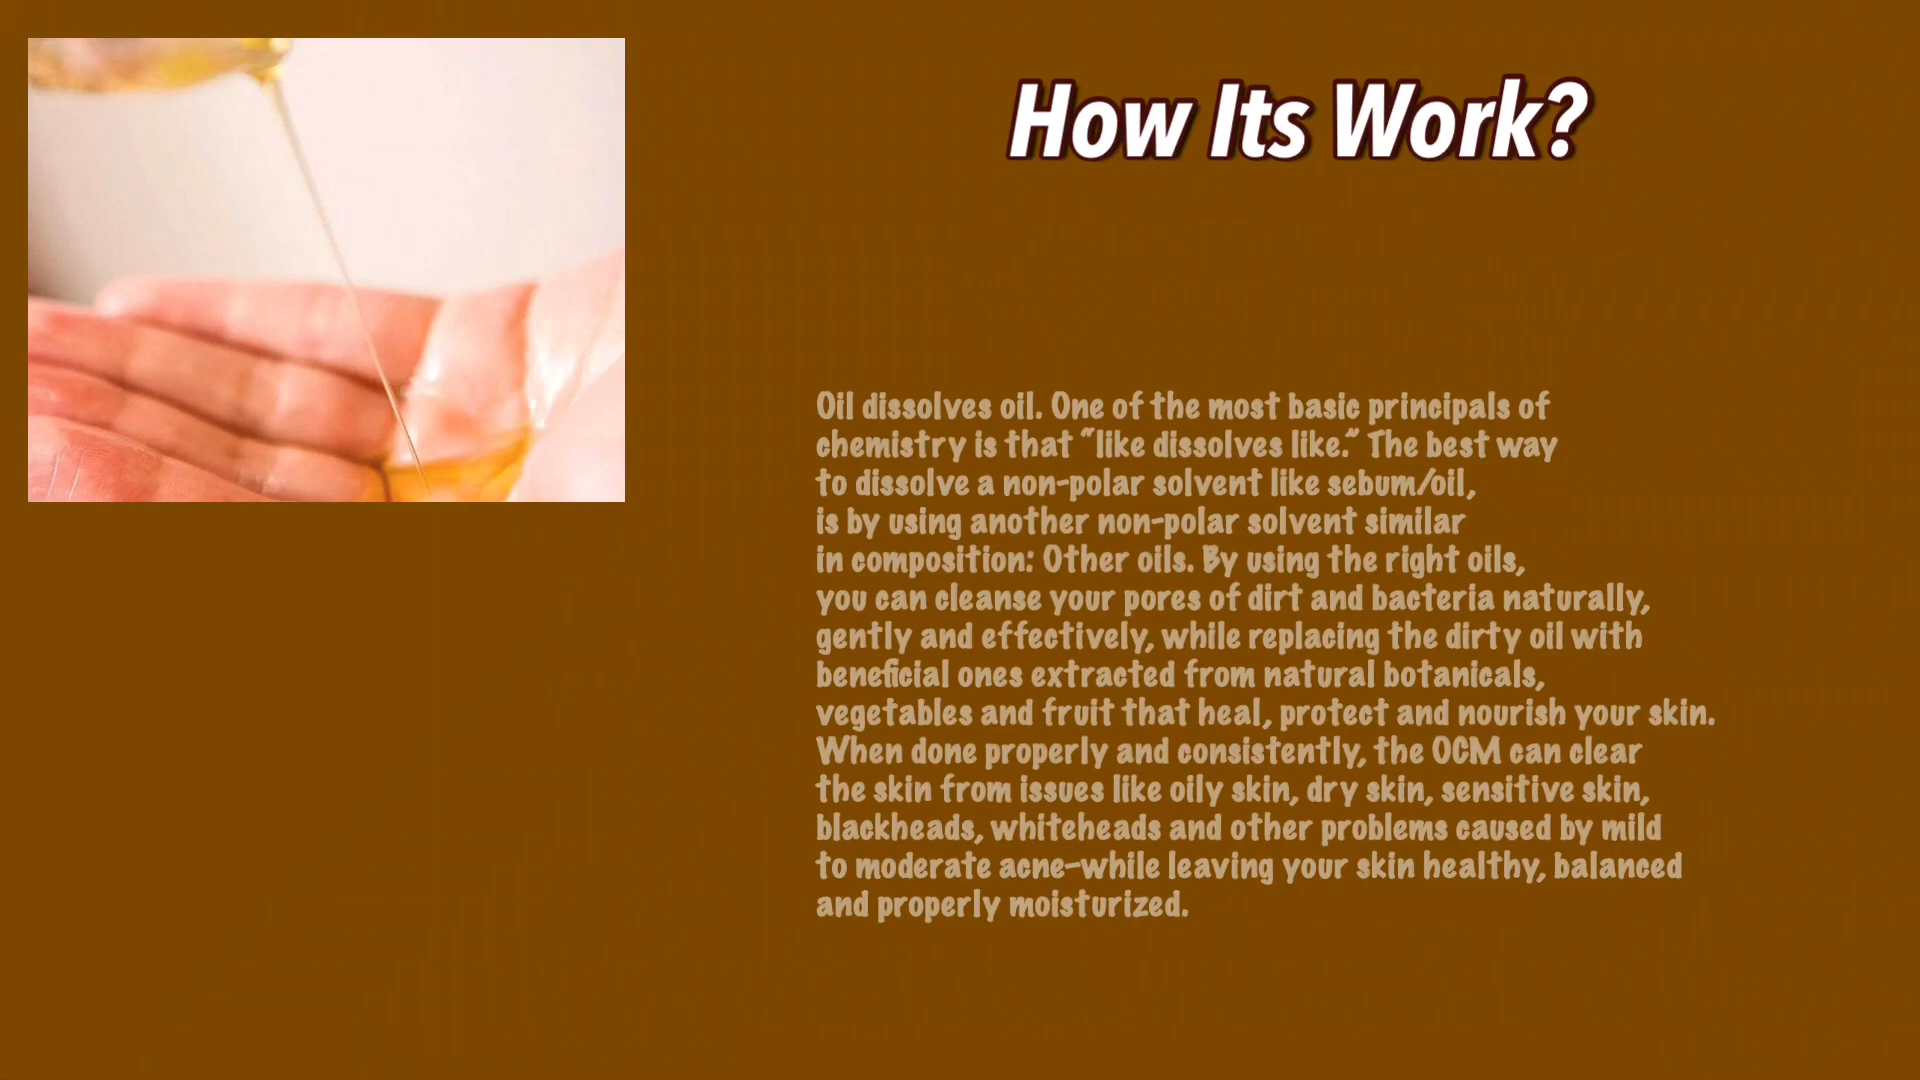 How Its Work?
Oil dissolves oil. One of the most basic principals of
chemistry is that “like dissolves like.” The best way
to dissolve a non-polar solvent like sebum/oil,
is by using another non-polar solvent similar
in composition: Other oils. By using the right oils,
you can cleanse your pores of dirt and bacteria naturally,
gently and effectively, while replacing the dirty oil with
beneficial ones extracted from natural botanicals,
vegetables and fruit that heal, protect and nourish your skin.
When done properly and consistently, the OCM can clear
the skin from issues like oily skin, dry skin, sensitive skin,
blackheads, whiteheads and other problems caused by mild
to moderate acne–while leaving your skin healthy, balanced
and properly moisturized.